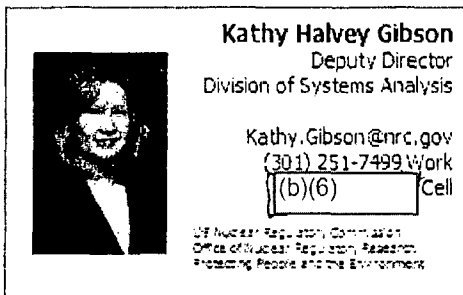 Kathy Halvey Gibson
Deputy Director
Division of Systems Analysis
Kathy.Gibson@nrc.gov
(301) 251-7499 Work
(b)(6) Cell
US Nuclear Regulatory Commission
Office of Nuclear Regulatory Research
Protecting People and the Environment